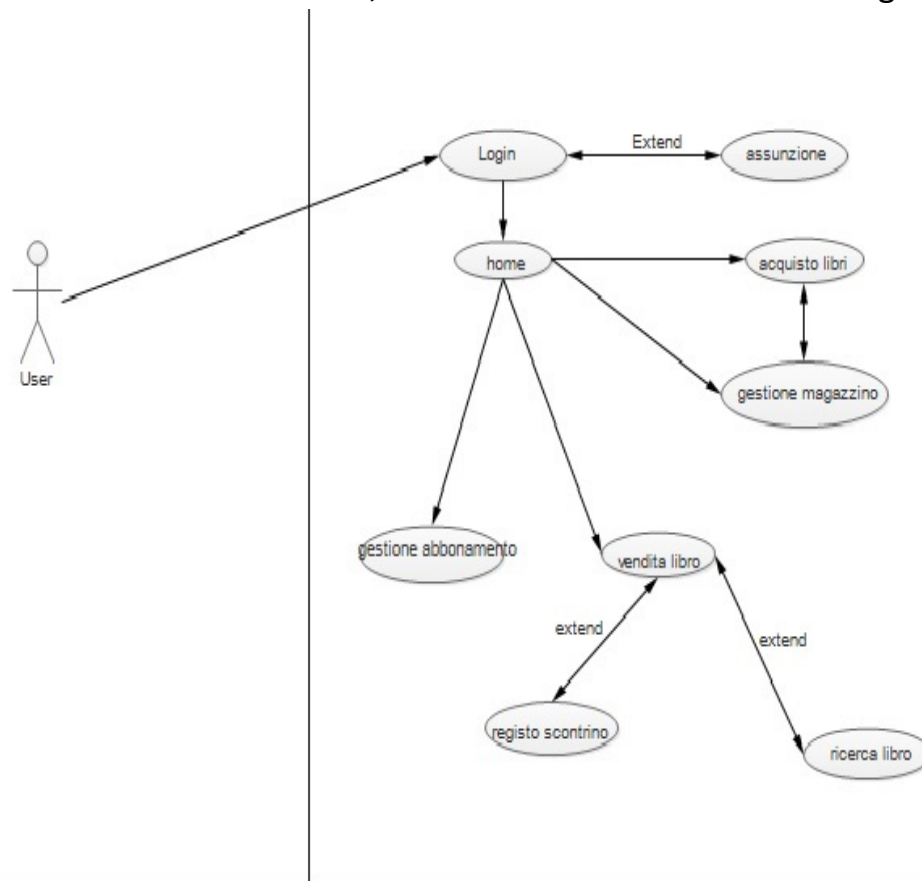 Login
Extend
assunzione
home
acquisto libri
User
gestione magazzino
gestione abbonamento
vendita libro
extend
extend
registo scontrino
ricerca libro